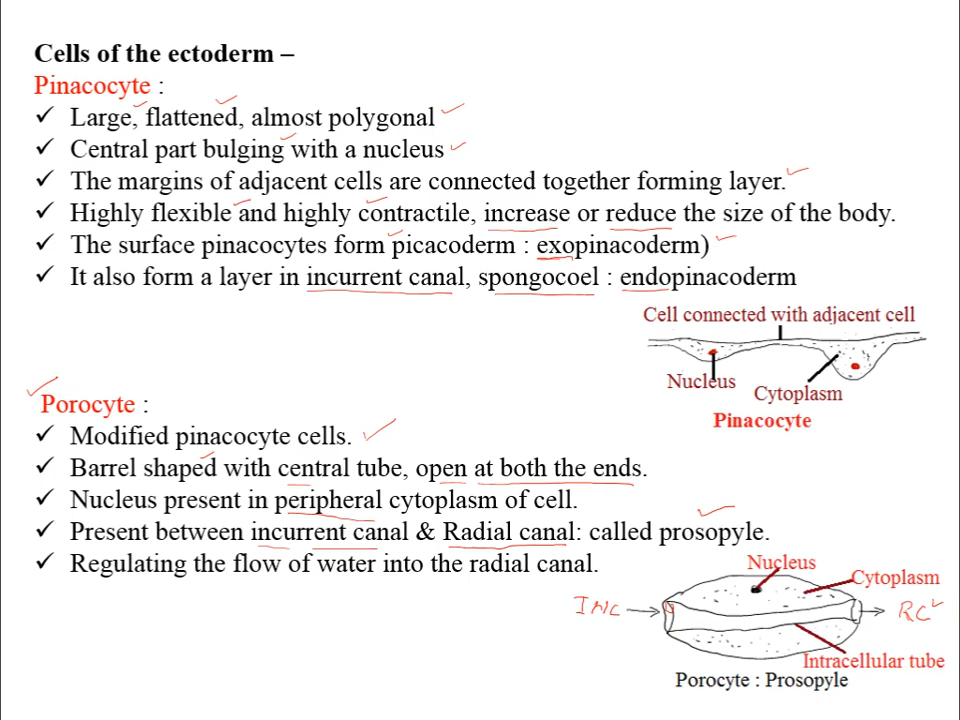 Cells of the ectoderm –
Pinacocyte :
✓ Large, flattened, almost polygonal
✓ Central part bulging with a nucleus
✓ The margins of adjacent cells are connected together forming layer.
✓ Highly flexible and highly contractile, increase or reduce the size of the body.
✓ The surface pinacocytes form picacoderm : exopinacoderm)
✓ It also form a layer in incurrent canal, spongocoel : endopinacoderm
Cell connected with adjacent cell
Nucleus
Cytoplasm
Pinacocyte
Porocyte :
✓ Modified pinacocyte cells.
✓ Barrel shaped with central tube, open at both the ends.
✓ Nucleus present in peripheral cytoplasm of cell.
✓ Present between incurrent canal & Radial canal: called prosopyle.
✓ Regulating the flow of water into the radial canal.
Nucleus
Cytoplasm
INC
RC
Intracellular tube
Porocyte : Prosopyle